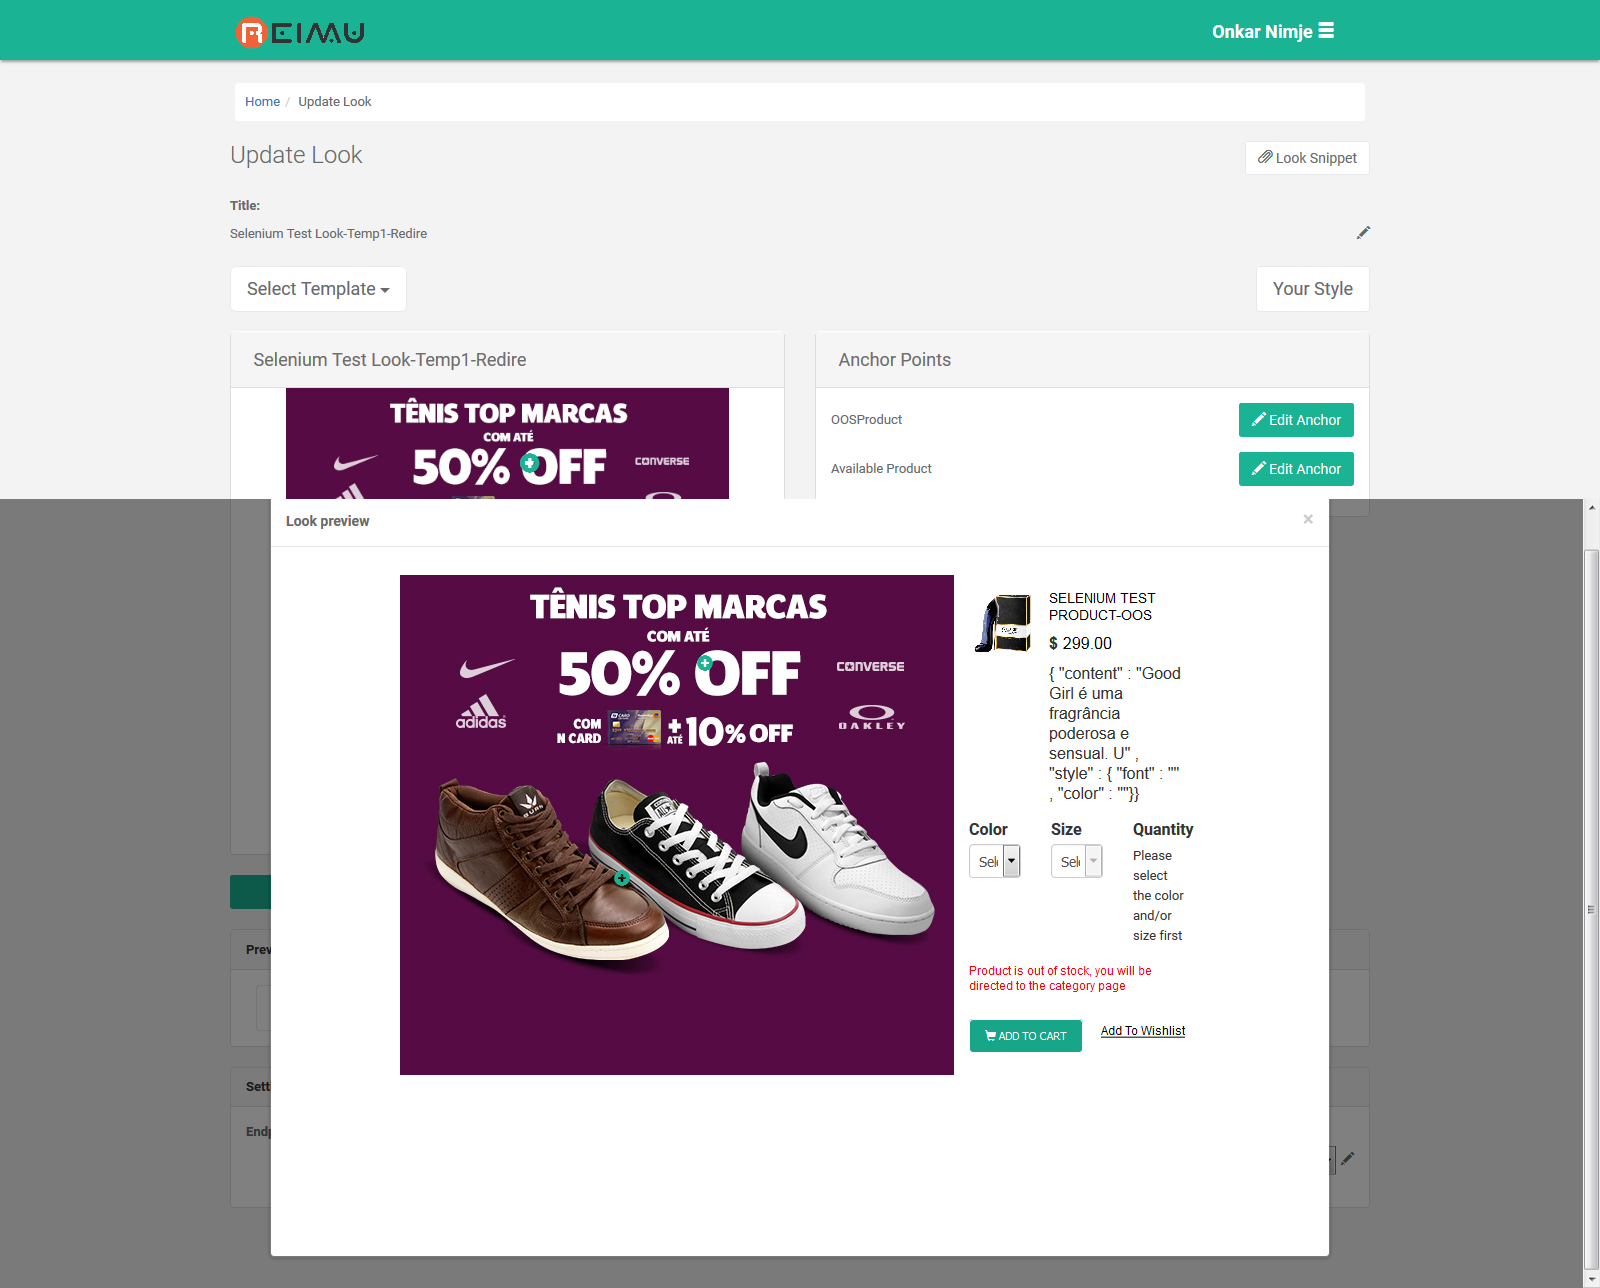 REIMU
Onkar Nimje
Home / Update Look
Update Look
Look Snippet
Title:
Selenium Test Look-Temp1-Redire
Select Template
Your Style
Selenium Test Look-Temp1-Redire
TÊNIS TOP MARCAS
COM ATÉ
50% OFF
CONVERSE
Anchor Points
OOSProduct
Edit Anchor
Available Product
Edit Anchor
Look preview
×
TÊNIS TOP MARCAS
COM ATÉ
50% OFF
CONVERSE
adidas
OAKLEY
COM
N CARD
+
ATÉ
10% OFF
SELENIUM TEST
PRODUCT-OOS
$ 299.00
{ "content" : "Good
Girl é uma
fragrância
poderosa e
sensual. U" ,
"style" : { "font" : ""
, "color" : ""}}
Color
Size
Quantity
Sel
Sel
Please
select
the color
and/or
size first
Product is out of stock, you will be
directed to the category page
ADD TO CART
Add To Wishlist
Prev
Setti
Endp